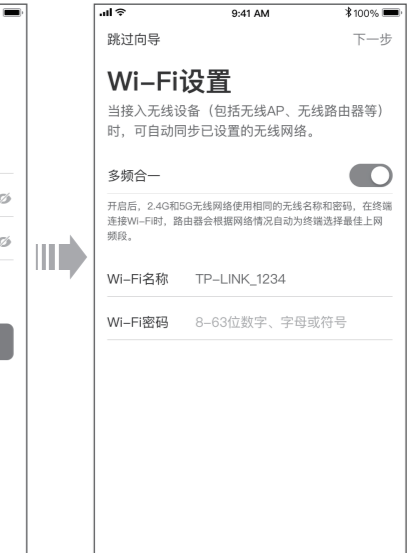 9:41 AM 100%
跳过向导 下一步
Wi-Fi设置
当接入无线设备（包括无线AP、无线路由器等）
时，可自动同步已设置的无线网络。
多频合一
开启后，2.4G和5G无线网络使用相同的无线名称和密码，在终端
连接Wi-Fi时，路由器会根据网络情况自动为终端选择最佳上网
频段。
Wi-Fi名称 TP-LINK_1234
Wi-Fi密码 8-63位数字、字母或符号